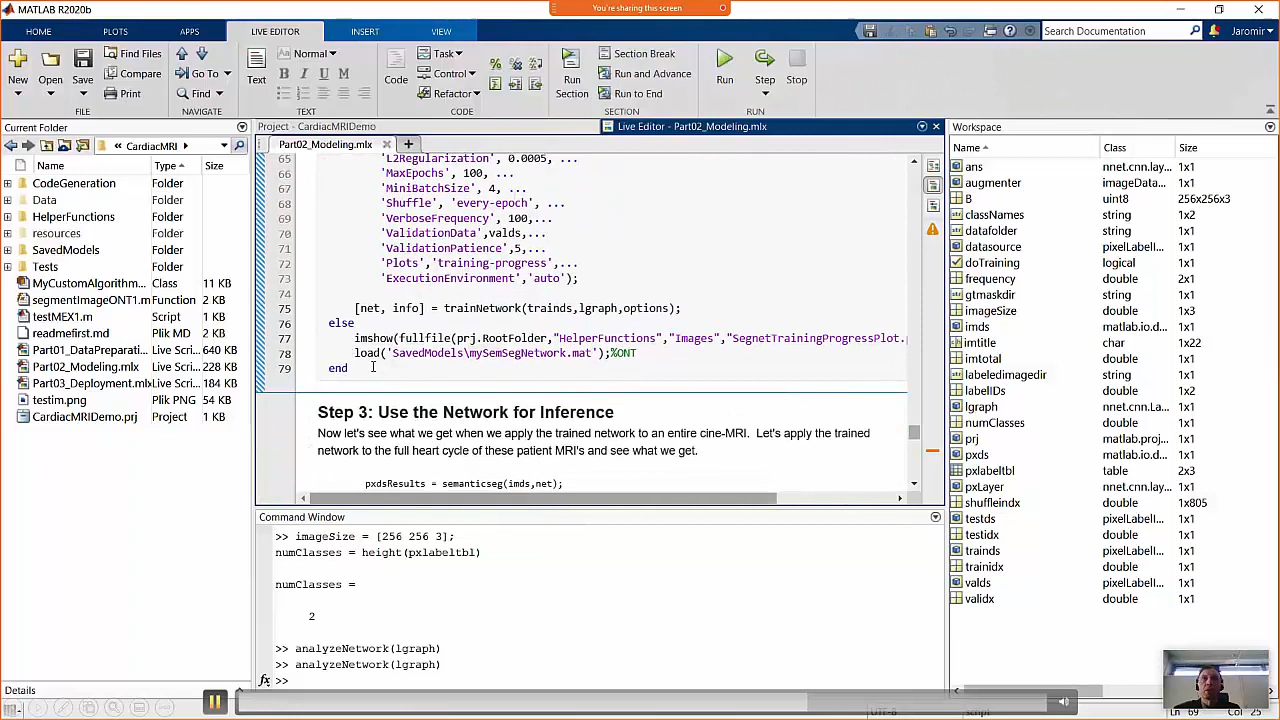 MATLAB R2020b
You're sharing this screen
HOME PLOTS APPS LIVE EDITOR INSERT VIEW
Search Documentation
Jaromir
New Open Save
Find Files
Compare
Print
Go To
Find
Text
Normal
B I U M
Code
Task
Control
Refactor
Run Section
Section Break
Run and Advance
Run to End
Run Step Stop
FILE NAVIGATE TEXT CODE SECTION RUN
Current Folder
CardiacMRI
Name Type Size
CodeGeneration Folder
Data Folder
HelperFunctions Folder
resources Folder
SavedModels Folder
Tests Folder
MyCustomAlgorithm... Class 11 KB
segmentImageONT1.m Function 2 KB
testMEX1.m Script 1 KB
readmefirst.md Plik MD 2 KB
Part01_DataPreparati... Live Scri... 2 KB
Part02_Modeling.mlx Live Scri... 228 KB
Part03_Deployment.mlx Live Scri... 184 KB
testim.png Plik PNG 54 KB
CardiacMRIDemo.prj Project 1 KB
Details
Project - CardiacMRIDemo
Live Editor - Part02_Modeling.mlx
Part02_Modeling.mlx
65 'L2Regularization', 0.0005, ...
66 'MaxEpochs', 100, ...
67 'MiniBatchSize', 4, ...
68 'Shuffle', 'every-epoch', ...
69 'VerboseFrequency', 100,...
70 'ValidationData',valds,...
71 'ValidationPatience',5,...
72 'Plots','training-progress',...
73 'ExecutionEnvironment','auto');
74
75 [net, info] = trainNetwork(trainds,lgraph,options);
76 else
77 imshow(fullfile(prj.RootFolder,"HelperFunctions","Images","SegnetTrainingProgressPlot.p
78 load('SavedModels\mySemSegNetwork.mat');%ONT
79 end
Step 3: Use the Network for Inference
Now let's see what we get when we apply the trained network to an entire cine-MRI. Let's apply the trained
network to the full heart cycle of these patient MRI's and see what we get.
pxdsResults = semanticseg(imds,net);
Command Window
>> imageSize = [256 256 3];
numClasses = height(pxlabeltbl)
numClasses =
2
>> analyzeNetwork(lgraph)
>> analyzeNetwork(lgraph)
fx >>
Workspace
Name Class Size
ans nnet.cnn.lay... 1x1
augmenter imageData... 1x1
B uint8 256x256x3
classNames string 1x2
datafolder string 1x1
datasource pixelLabelI... 1x1
doTraining logical 1x1
frequency double 2x1
gtmaskdir string 1x1
imageSize double 1x3
imds matlab.io.d... 1x1
imtitle char 1x22
imtotal double 1x1
labeledimagedir string 1x1
labelIDs double 1x2
lgraph nnet.cnn.La... 1x1
numClasses double 1x1
prj matlab.proj... 1x1
pxds matlab.io.d... 1x1
pxlabeltbl table 2x3
pxLayer nnet.cnn.lay... 1x1
shuffleindx double 1x805
testds pixelLabelI... 1x1
testidx double 1x1
trainds pixelLabelI... 1x1
trainidx double 1x1
valds pixelLabelI... 1x1
validx double 1x1
UTF-8
script
Ln 69 Col 25